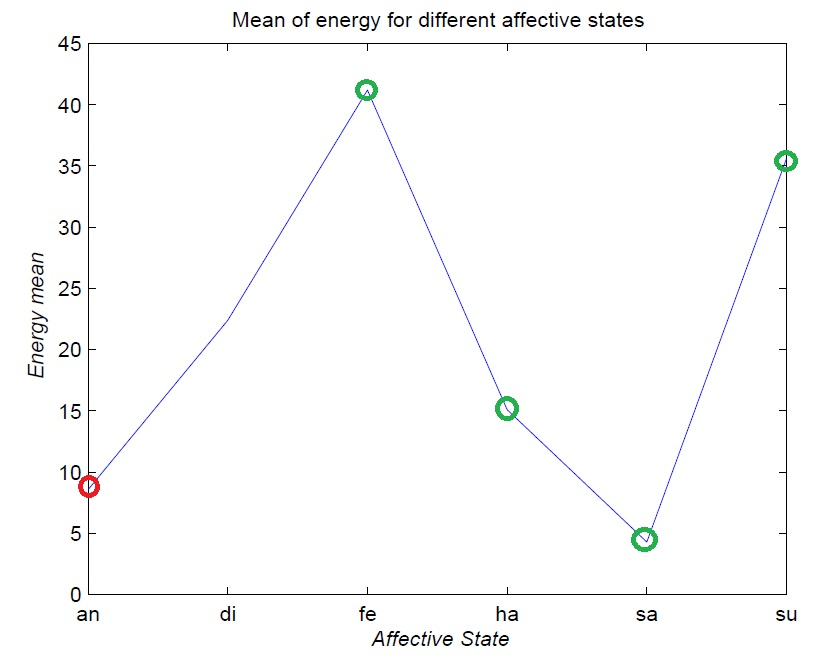 Mean of energy for different affective states
45
40
35
30
25
20
15
10
5
0
Energy mean
an di fe ha sa su
Affective State